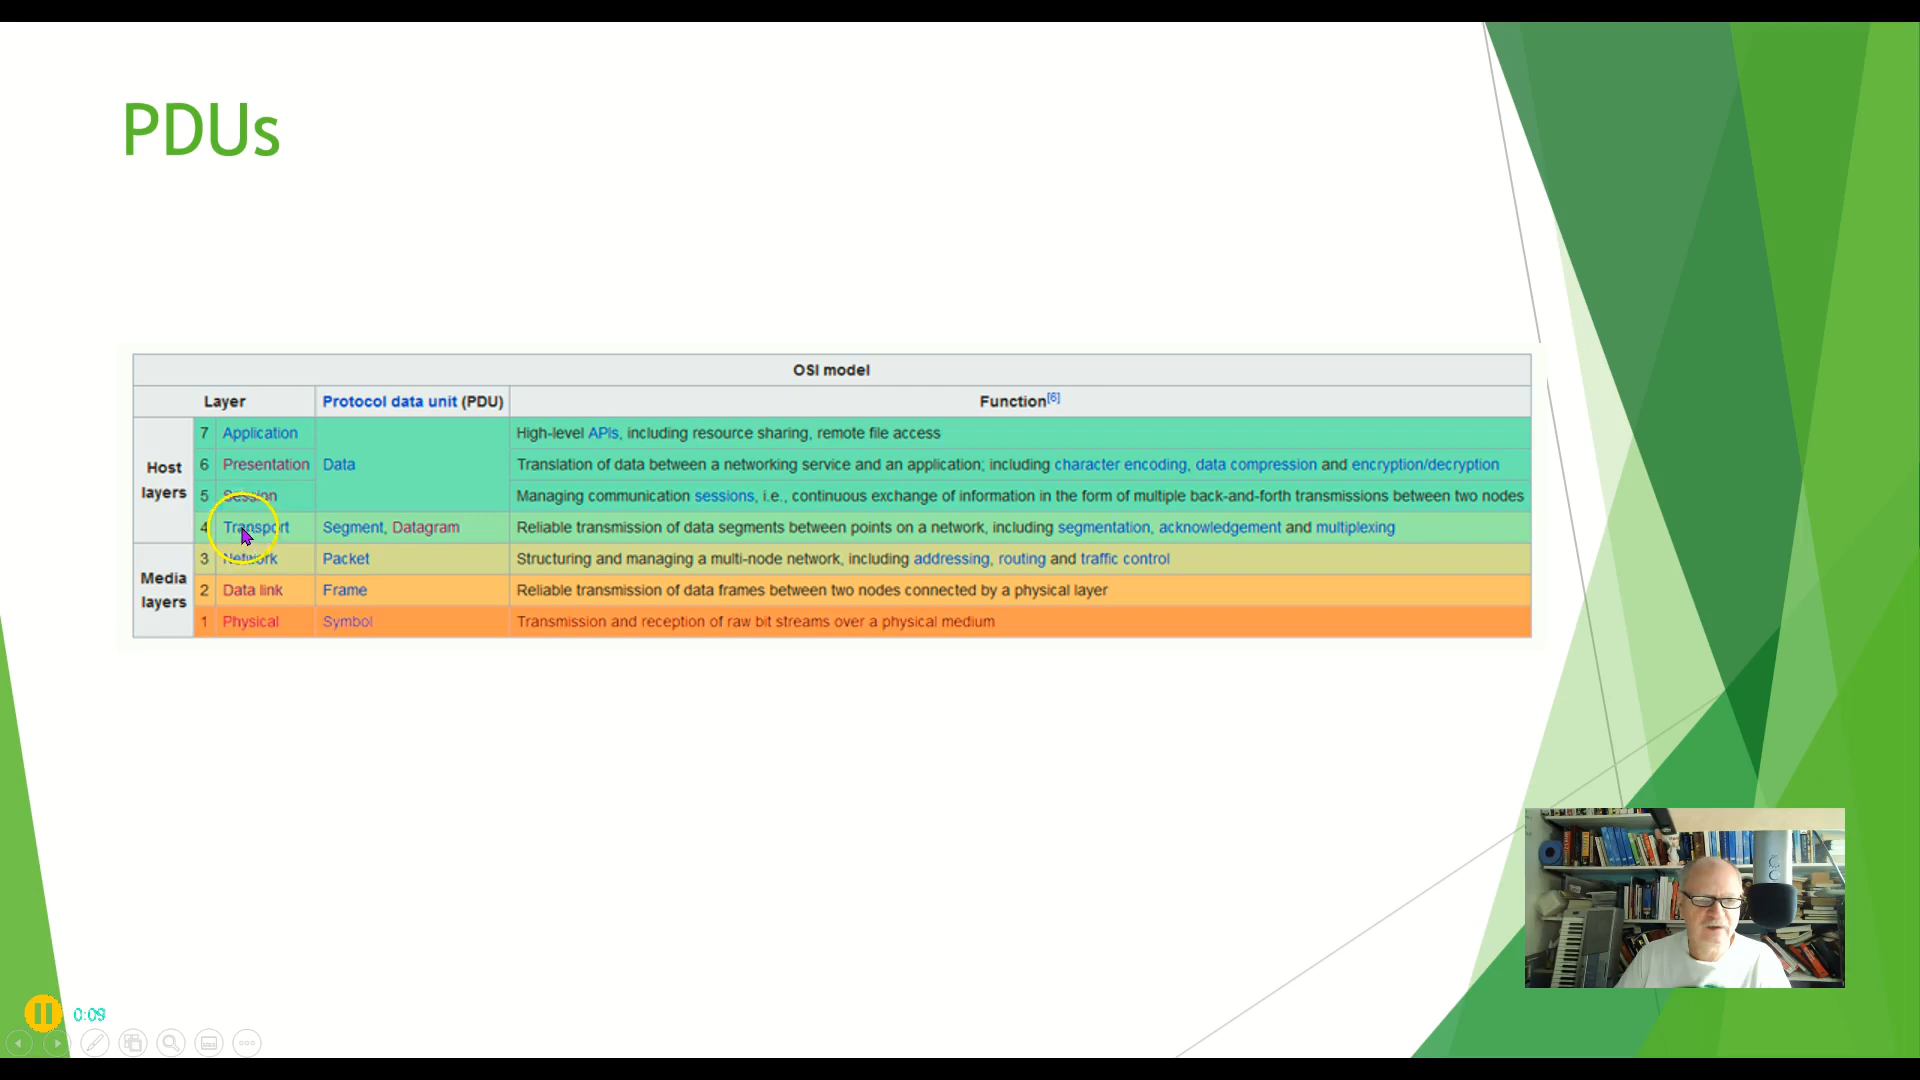 PDUs
OSI model
Layer Protocol data unit (PDU) Function[6]
Host layers
7 Application Data High-level APIs, including resource sharing, remote file access
6 Presentation Translation of data between a networking service and an application; including character encoding, data compression and encryption/decryption
5 Session Managing communication sessions, i.e., continuous exchange of information in the form of multiple back-and-forth transmissions between two nodes
4 Transport Segment, Datagram Reliable transmission of data segments between points on a network, including segmentation, acknowledgement and multiplexing
Media layers
3 Network Packet Structuring and managing a multi-node network, including addressing, routing and traffic control
2 Data link Frame Reliable transmission of data frames between two nodes connected by a physical layer
1 Physical Symbol Transmission and reception of raw bit streams over a physical medium
0:09